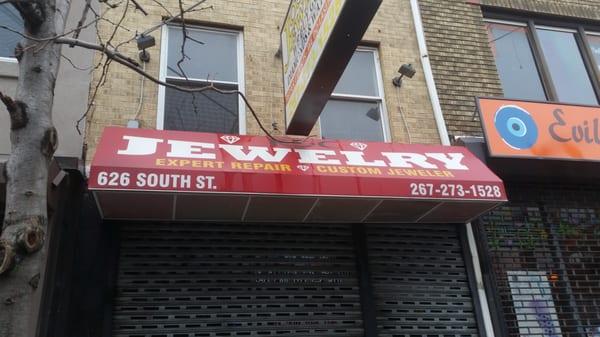 JEWELRY
EXPERT REPAIR CUSTOM JEWELER
626 SOUTH ST. 267-273-1528
Evil